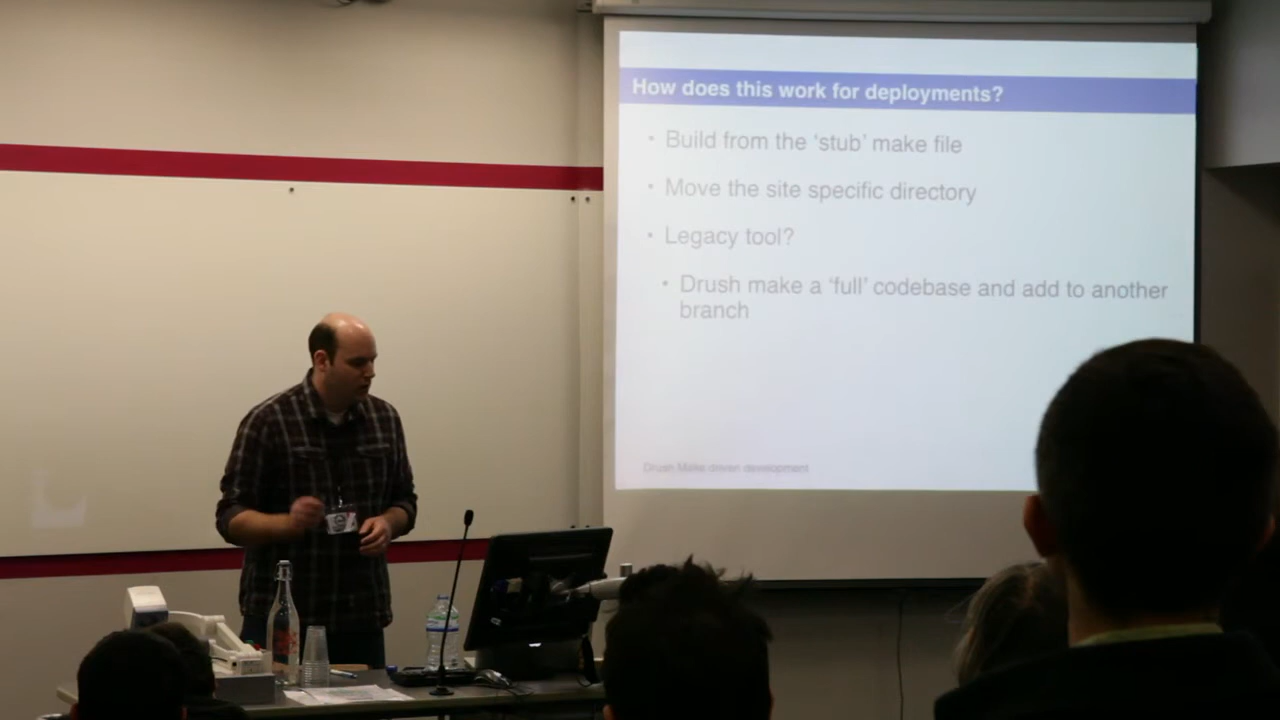 How does this work for deployments?
• Build from the ‘stub’ make file
• Move the site specific directory
• Legacy tool?
• Drush make a ‘full’ codebase and add to another
branch
Drush Make driven development